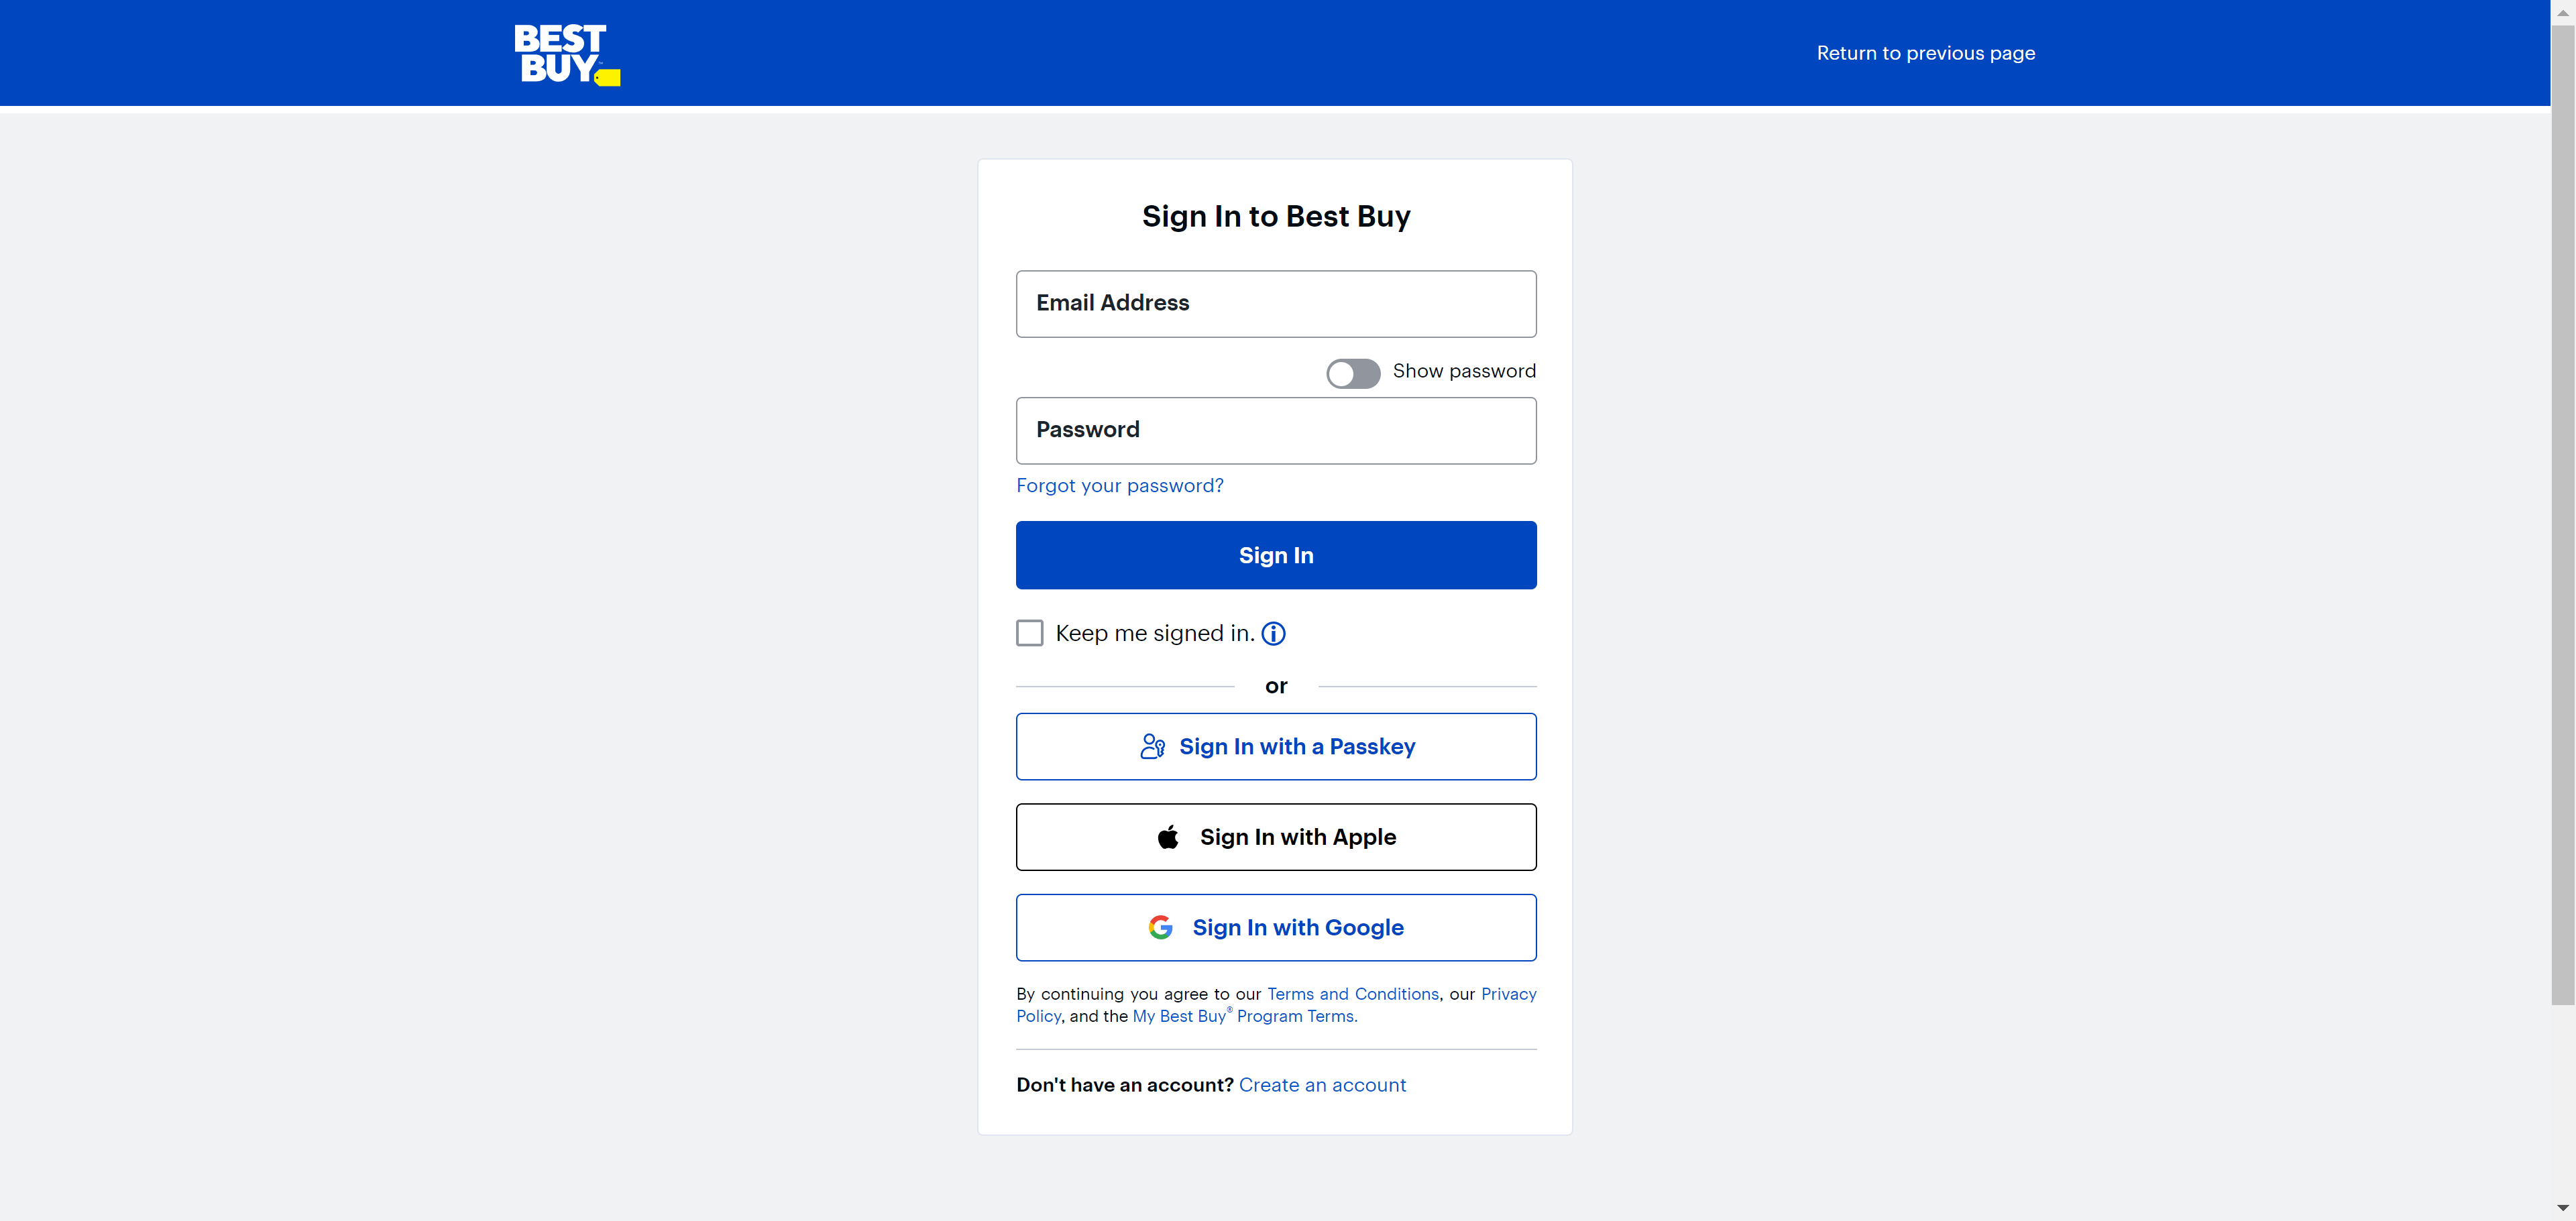 BEST
BUY
Return to previous page
Sign In to Best Buy
Email Address
Show password
Password
Forgot your password?
Sign In
Keep me signed in.
or
Sign In with a Passkey
Sign In with Apple
Sign In with Google
By continuing you agree to our Terms and Conditions, our Privacy
Policy, and the My Best Buy® Program Terms.
Don't have an account? Create an account